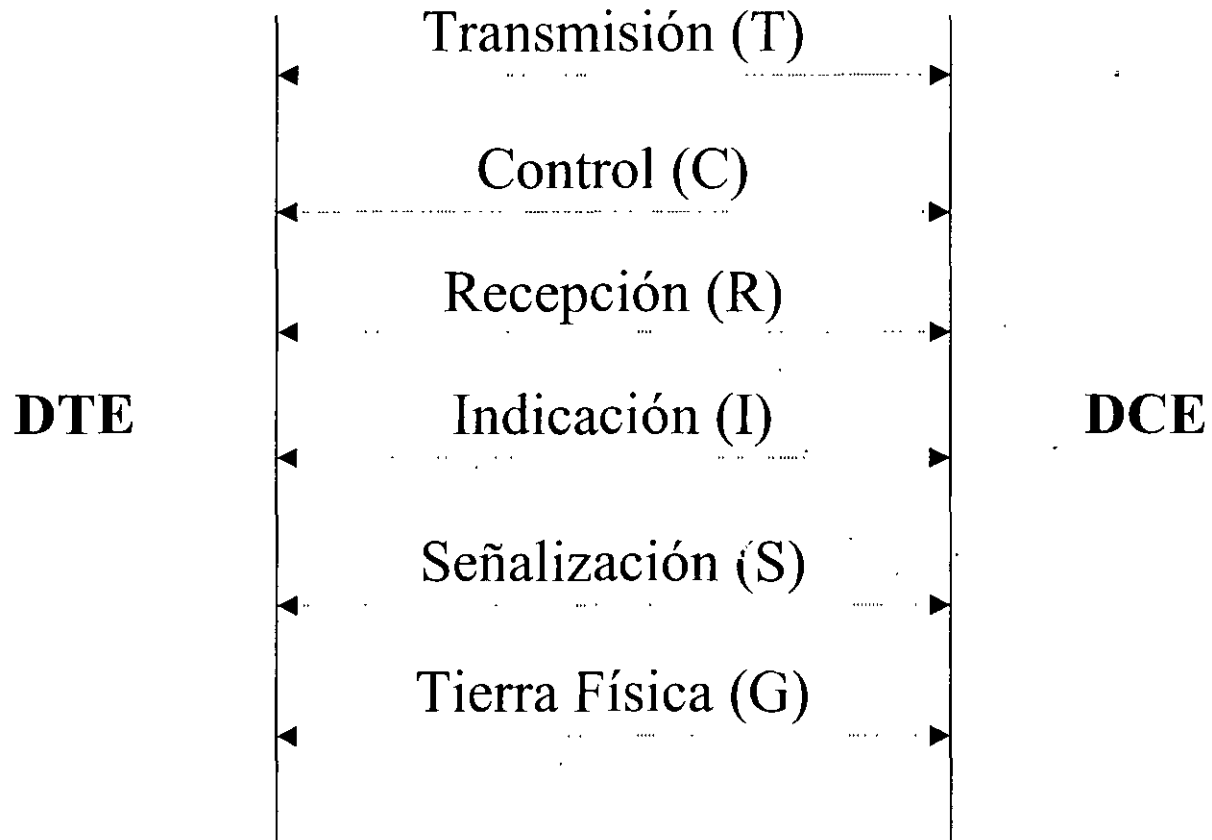 Transmisión (T)
Control (C)
Recepción (R)
DTE
Indicación (I)
DCE
Señalización (S)
Tierra Física (G)